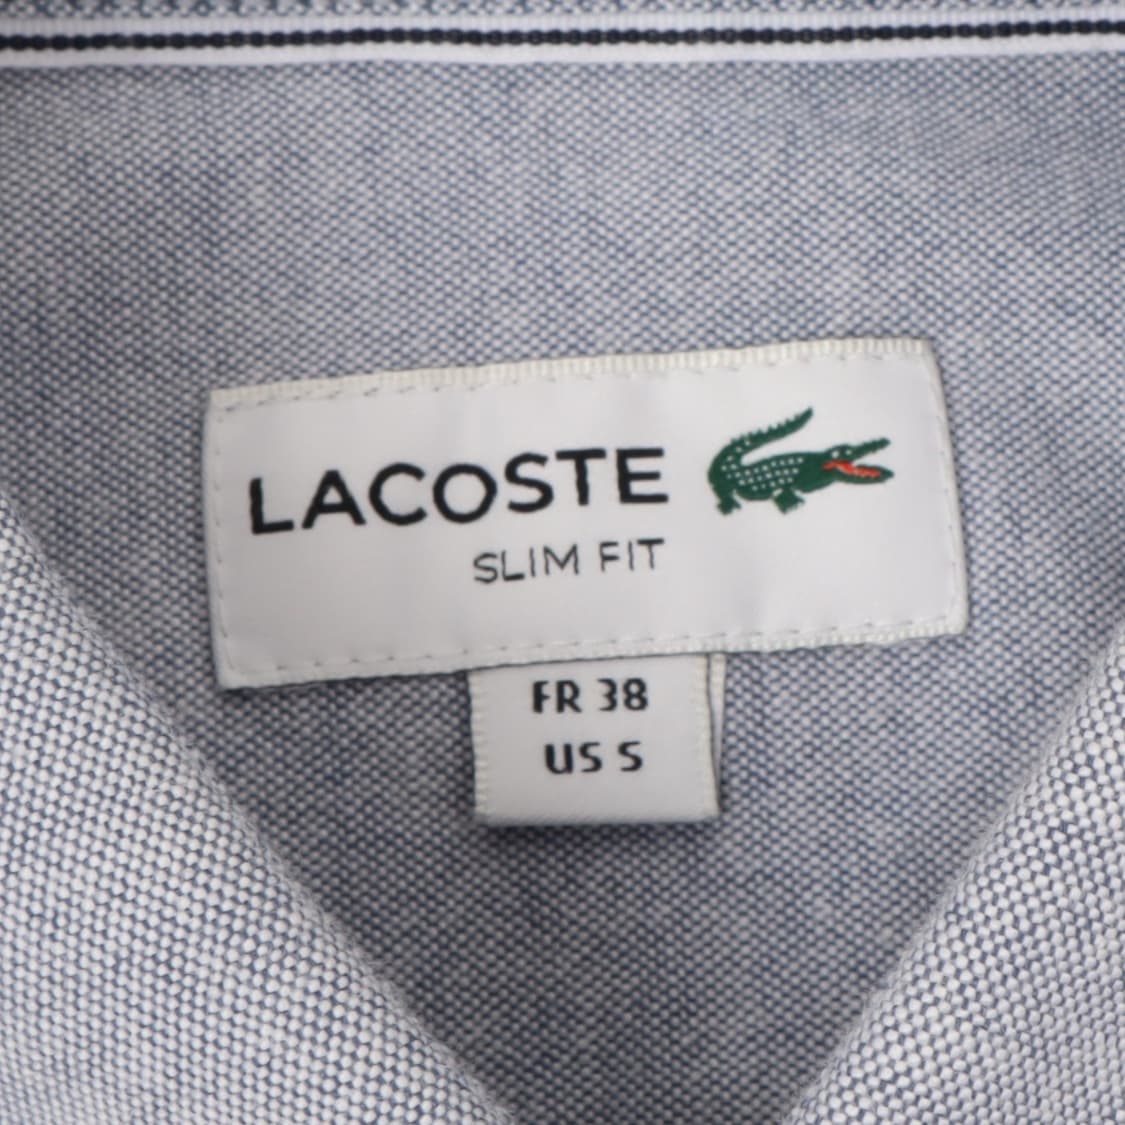 LACOSTE
SLIM FIT
FR 38
US S